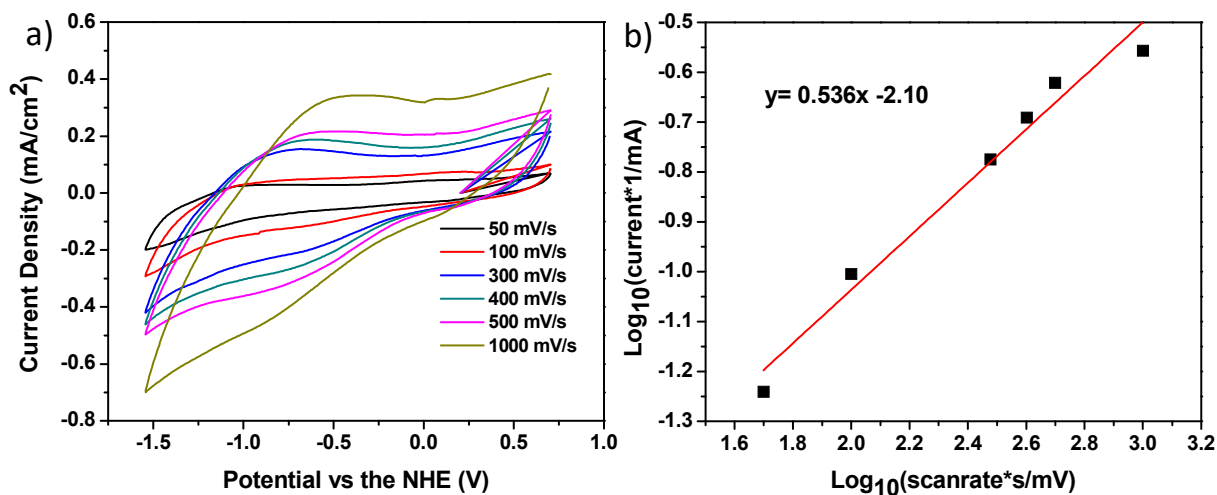 a)
0.6
0.4
0.2
0.0
-0.2
-0.4
-0.6
-0.8
Current Density (mA/cm²)
50 mV/s
100 mV/s
300 mV/s
400 mV/s
500 mV/s
1000 mV/s
-1.5 -1.0 -0.5 0.0 0.5 1.0
Potential vs the NHE (V)
b)
-0.5
-0.6
-0.7
-0.8
-0.9
-1.0
-1.1
-1.2
-1.3
Log₁₀(current*1/mA)
y= 0.536x -2.10
1.6 1.8 2.0 2.2 2.4 2.6 2.8 3.0 3.2
Log₁₀(scanrate*s/mV)